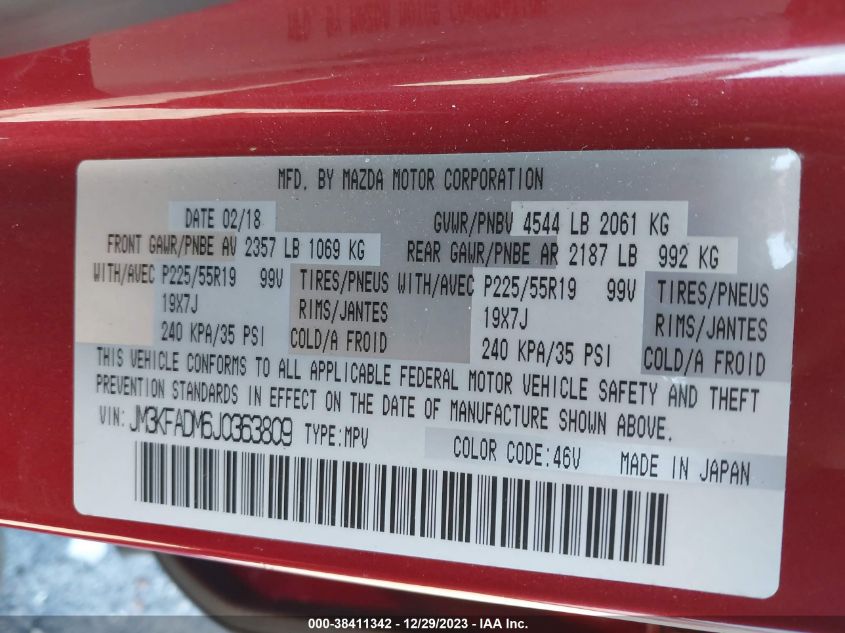 MFD. BY MAZDA MOTOR CORPORATION
DATE 02/18 GVWR/PNBV 4544 LB 2061 KG
FRONT GAWR/PNBE AV 2357 LB 1069 KG REAR GAWR/PNBE AR 2187 LB 992 KG
WITH/AVEC P225/55R19 99V TIRES/PNEUS WITH/AVEC P225/55R19 99V TIRES/PNEUS
19X7J RIMS/JANTES 19X7J RIMS/JANTES
240 KPA/35 PSI COLD/A FROID 240 KPA/35 PSI COLD/A FROID
THIS VEHICLE CONFORMS TO ALL APPLICABLE FEDERAL MOTOR VEHICLE SAFETY AND THEFT
PREVENTION STANDARDS IN EFFECT ON THE DATE OF MANUFACTURE SHOWN ABOVE.
VIN: JM3KFADM6J0363809 TYPE:MPV COLOR CODE:46V MADE IN JAPAN
000-38411342 - 12/29/2023 - IAA Inc.